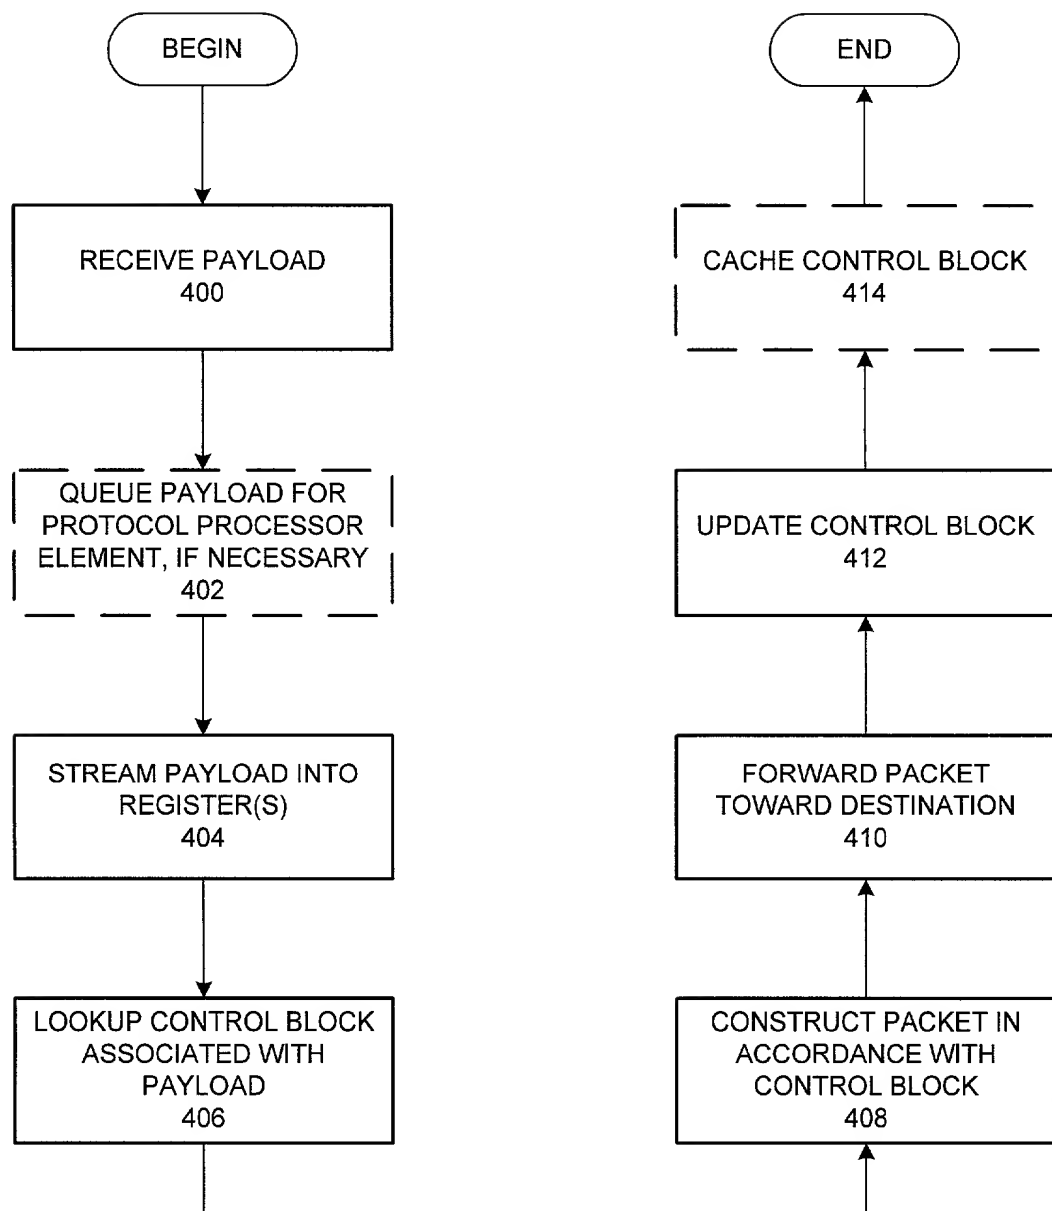 BEGIN
RECEIVE PAYLOAD
400
QUEUE PAYLOAD FOR
PROTOCOL PROCESSOR
ELEMENT, IF NECESSARY
402
STREAM PAYLOAD INTO
REGISTER(S)
404
LOOKUP CONTROL BLOCK
ASSOCIATED WITH
PAYLOAD
406
CONSTRUCT PACKET IN
ACCORDANCE WITH
CONTROL BLOCK
408
FORWARD PACKET
TOWARD DESTINATION
410
UPDATE CONTROL BLOCK
412
CACHE CONTROL BLOCK
414
END